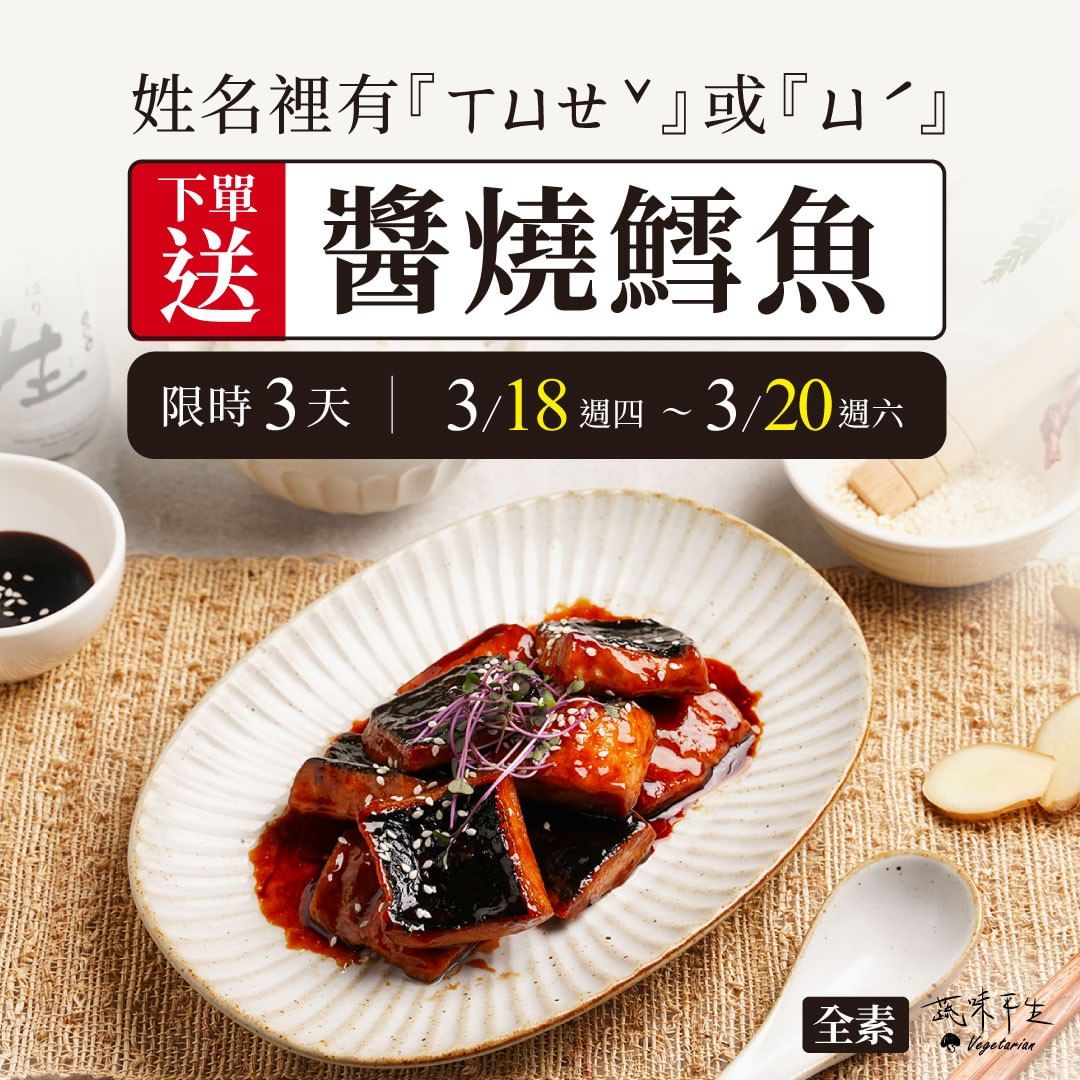 姓名裡有『ㄒㄩㄝˇ』或『ㄩˊ』
下單
送
醬燒鱈魚
限時3天｜3/18週四～3/20週六
生
全素
蔬味平生
Vegetarian